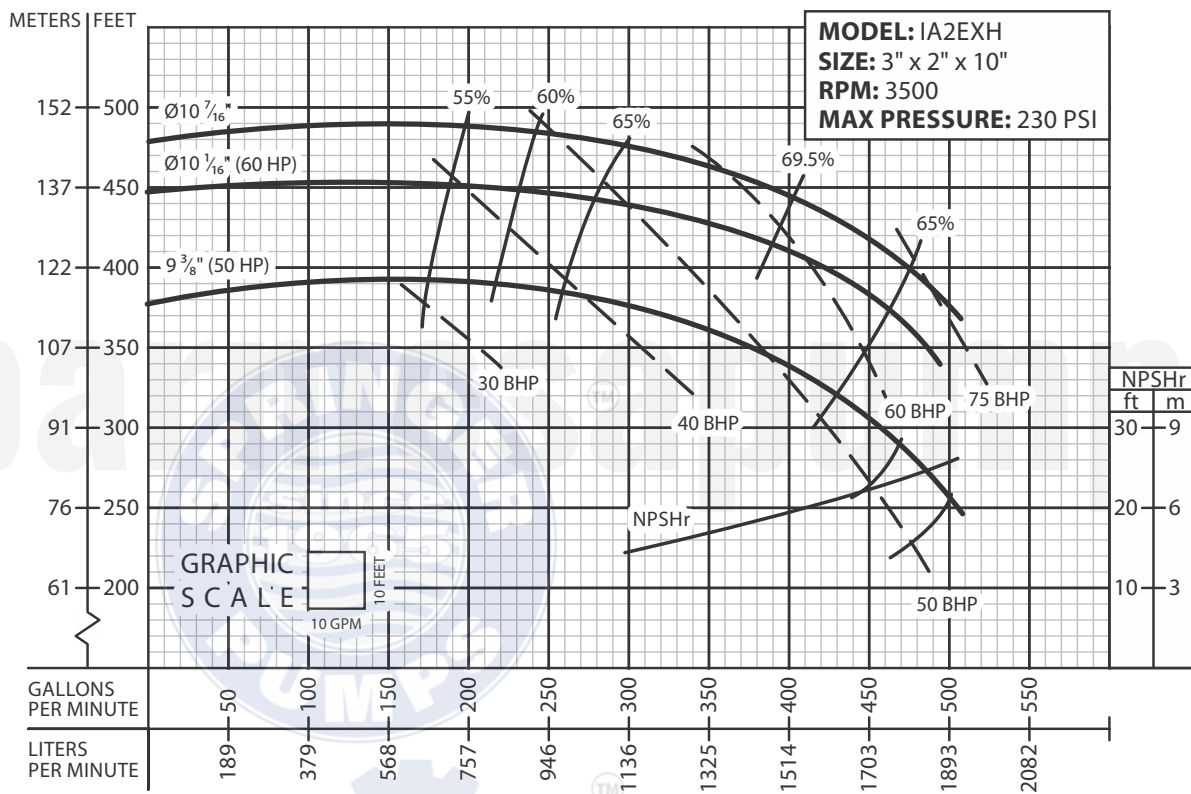 METERS FEET
MODEL: IA2EXH
SIZE: 3" x 2" x 10"
RPM: 3500
MAX PRESSURE: 230 PSI
152 500
137 450
122 400
107 350
91 300
76 250
61 200
Ø10 7/16"
Ø10 1/16" (60 HP)
9 3/8" (50 HP)
55%
60%
65%
69.5%
65%
30 BHP
40 BHP
60 BHP
75 BHP
50 BHP
NPSHr
NPSHr
ft m
30 9
20 6
10 3
SPRINGER
since
PUMPS
TM
GRAPHIC
SCALE
10 FEET
10 GPM
GALLONS
PER MINUTE
50 100 150 200 250 300 350 400 450 500 550
LITERS
PER MINUTE
189 379 568 757 946 1136 1325 1514 1703 1893 2082
TM